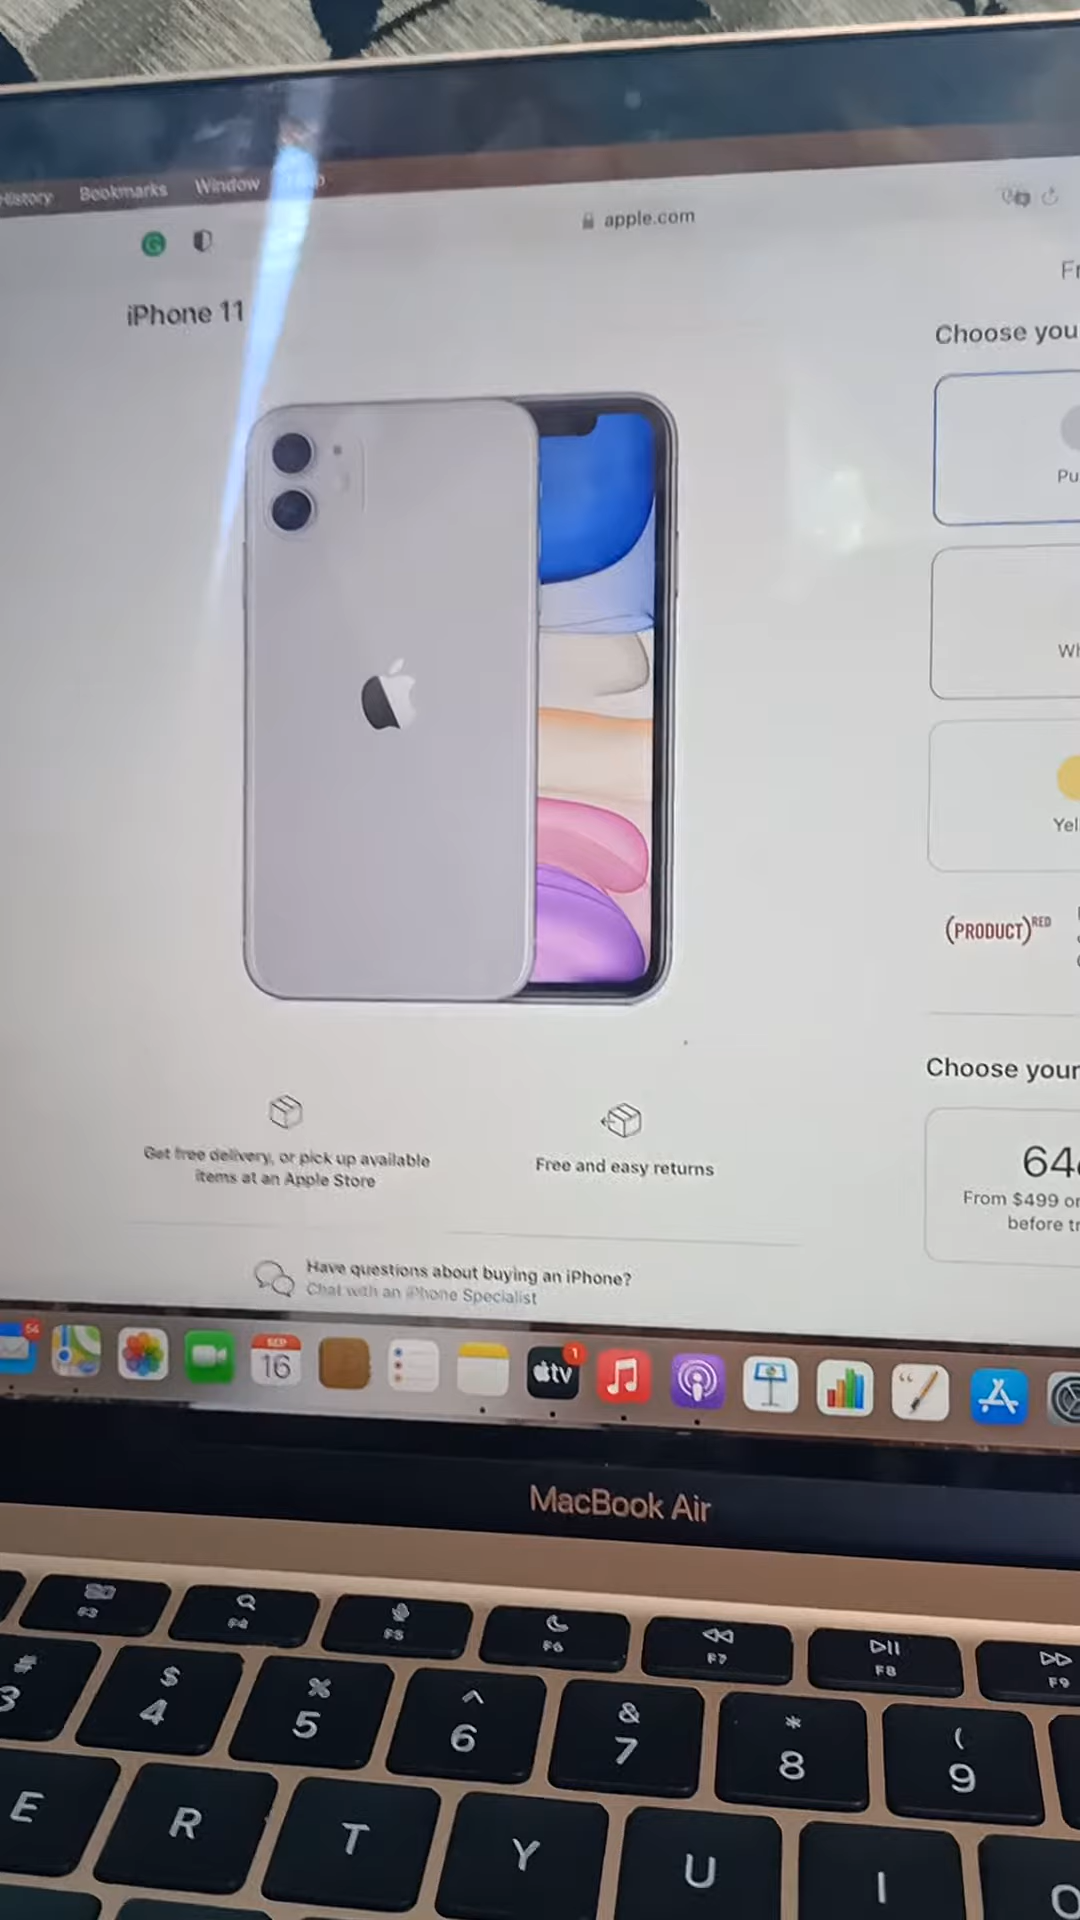 History Bookmarks Window
apple.com
iPhone 11
Fr
Choose you
Pu
Wh
Yel
(PRODUCT)RED
Choose your
64
From $499 or
before tr
Get free delivery, or pick up available
items at an Apple Store
Free and easy returns
Have questions about buying an iPhone?
Chat with an iPhone Specialist
54
SEP
16
tv
1
MacBook Air
F3 F4 F5 F6 F7 F8 F9
# $ % ^ & * (
3 4 5 6 7 8 9
E R T Y U I O